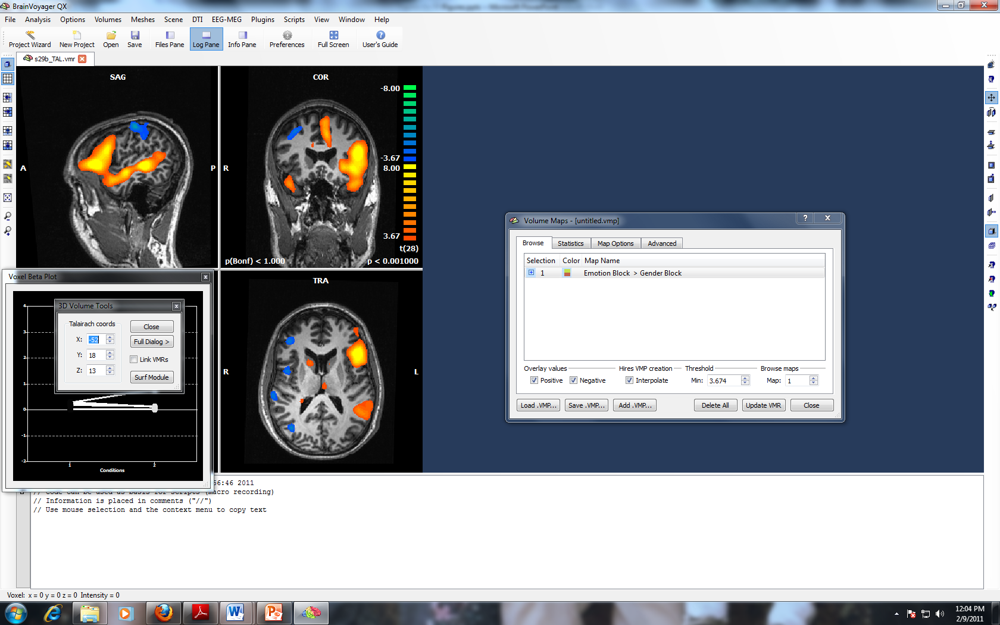 BrainVoyager QX
File Analysis Options Volumes Meshes Scene DTI EEG-MEG Plugins Scripts View Window Help
Project Wizard New Project Open Save Files Pane Log Pane Info Pane Preferences Full Screen User's Guide
s29b_TAL.vmr
SAG
A
P
COR
R
-8.00
-3.67
8.00
3.67
t(28)
p(Bonf) < 1.000
p < 0.001000
TRA
R
L
Volume Maps - [untitled.vmp]
Browse Statistics Map Options Advanced
Selection Color Map Name
1 Emotion Block > Gender Block
Overlay values Hires VMP creation Threshold Browse maps
Positive Negative Interpolate Min: 3.674 Map: 1
Load .VMP... Save .VMP... Add .VMP... Delete All Update VMR Close
Voxel Beta Plot
4
3
2
1
0
-1
-2
1 2
Conditions
3D Volume Tools
Talairach coords
X: -52
Y: 18
Z: 13
Close
Full Dialog >
Link VMRs
Surf Module
56:46 2011
// Code can be used as basis for scripts (macro recording)
// Information is placed in comments ("//")
// Use mouse selection and the context menu to copy text
Voxel: x = 0 y = 0 z = 0 Intensity = 0
12:04 PM
2/9/2011